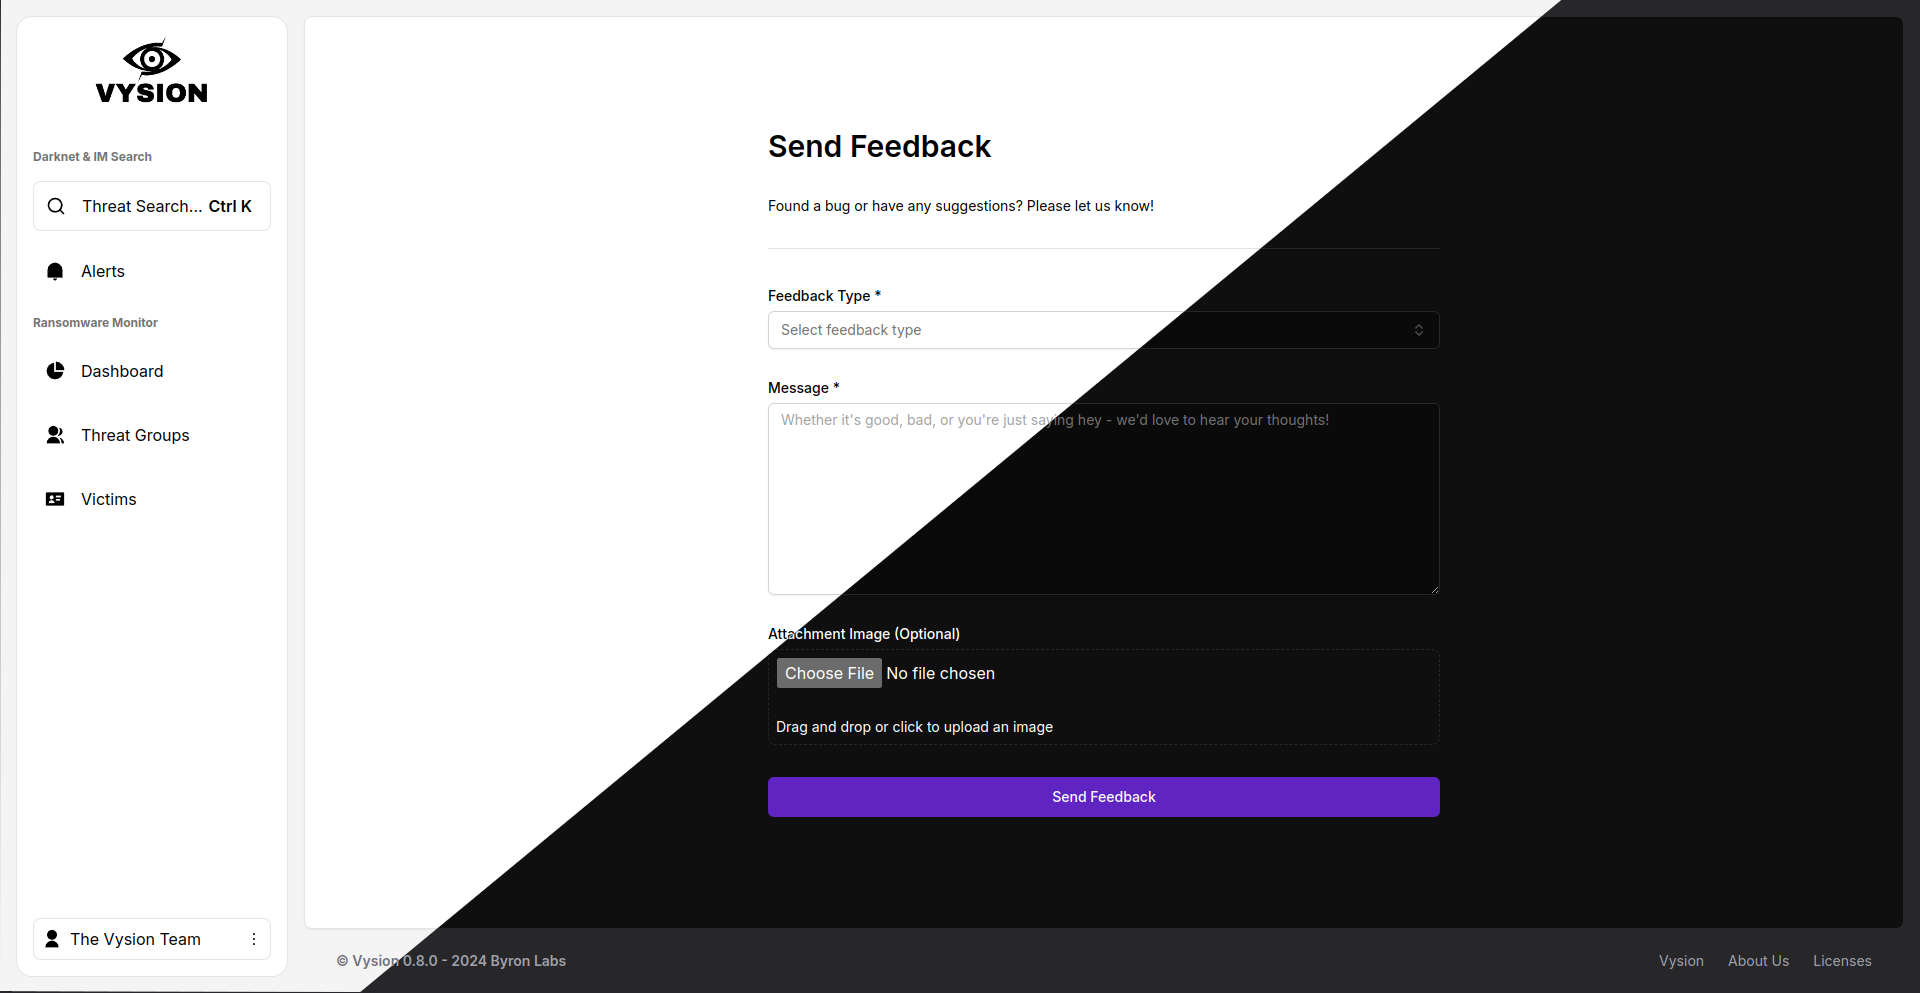 VYSION
Darknet & IM Search
Threat Search... Ctrl K
Alerts
Ransomware Monitor
Dashboard
Threat Groups
Victims
The Vysion Team
Send Feedback
Found a bug or have any suggestions? Please let us know!
Feedback Type *
Select feedback type
Message *
Whether it's good, bad, or you're just saying hey - we'd love to hear your thoughts!
Attachment Image (Optional)
Choose File No file chosen
Drag and drop or click to upload an image
Send Feedback
© Vysion 0.8.0 - 2024 Byron Labs
Vysion About Us Licenses